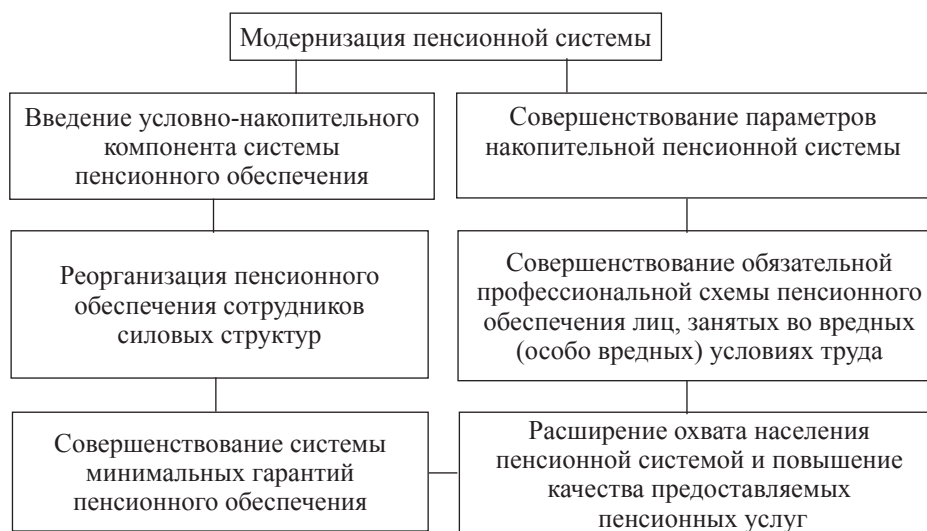 Модернизация пенсионной системы
Введение условно-накопительного
компонента системы
пенсионного обеспечения
Совершенствование параметров
накопительной пенсионной системы
Реорганизация пенсионного
обеспечения сотрудников
силовых структур
Совершенствование обязательной
профессиональной схемы пенсионного
обеспечения лиц, занятых во вредных
(особо вредных) условиях труда
Совершенствование системы
минимальных гарантий
пенсионного обеспечения
Расширение охвата населения
пенсионной системой и повышение
качества предоставляемых
пенсионных услуг